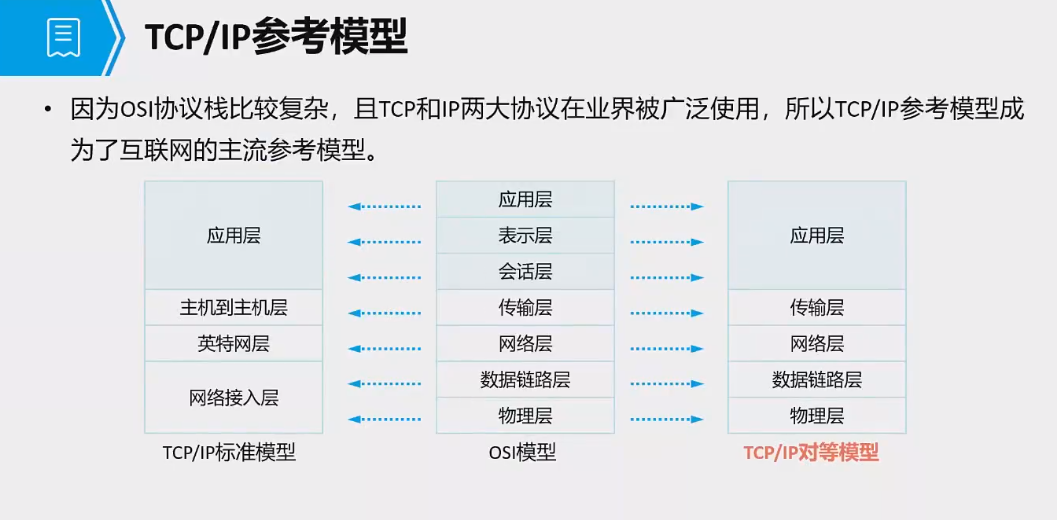 TCP/IP参考模型
• 因为OSI协议栈比较复杂，且TCP和IP两大协议在业界被广泛使用，所以TCP/IP参考模型成
为了互联网的主流参考模型。
应用层
主机到主机层
英特网层
网络接入层
TCP/IP标准模型
应用层
表示层
会话层
传输层
网络层
数据链路层
物理层
OSI模型
应用层
传输层
网络层
数据链路层
物理层
TCP/IP对等模型